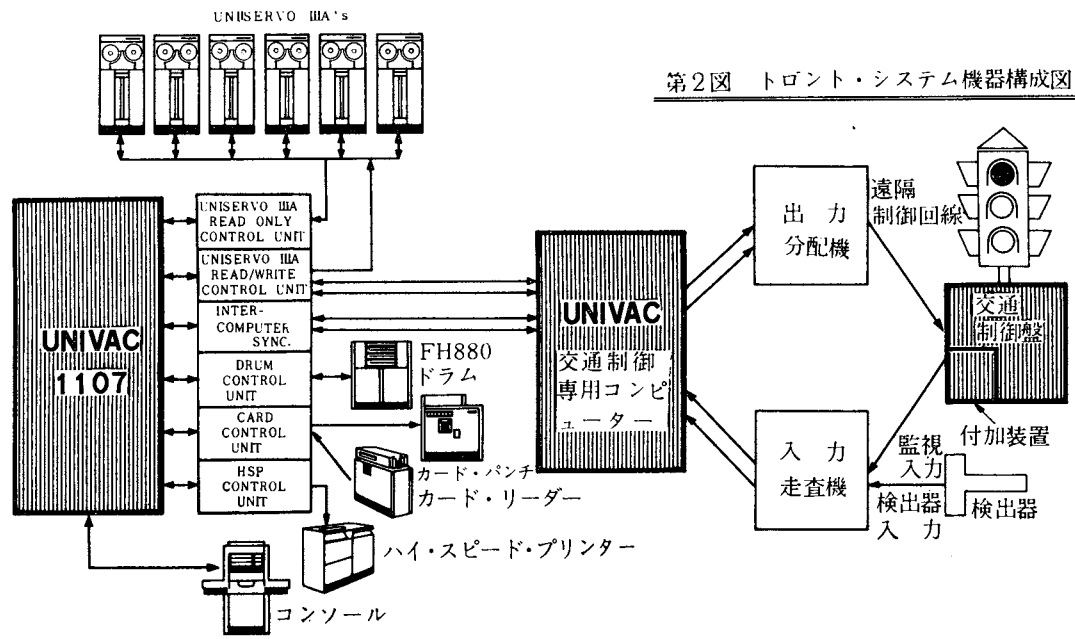 UNIISERVO IIIA's
第2図 トロント・システム機器構成図
UNISERVO IIIA
READ ONLY
CONTROL UNIT
UNISERVO IIIA
READ/WRITE
CONTROL UNIT
INTER-
COMPUTER
SYNC.
DRUM
CONTROL
UNIT
CARD
CONTROL
UNIT
HSP
CONTROL
UNIT
UNIVAC
1107
FH880
ドラム
カード・パンチ
カード・リーダー
ハイ・スピード・プリンター
コンソール
UNIVAC
交通制御
専用コンピ
ューター
出力
分配機
遠隔
制御回線
交通
制御盤
付加装置
入力
走査機
監視
入力
検出器
入力
検出器